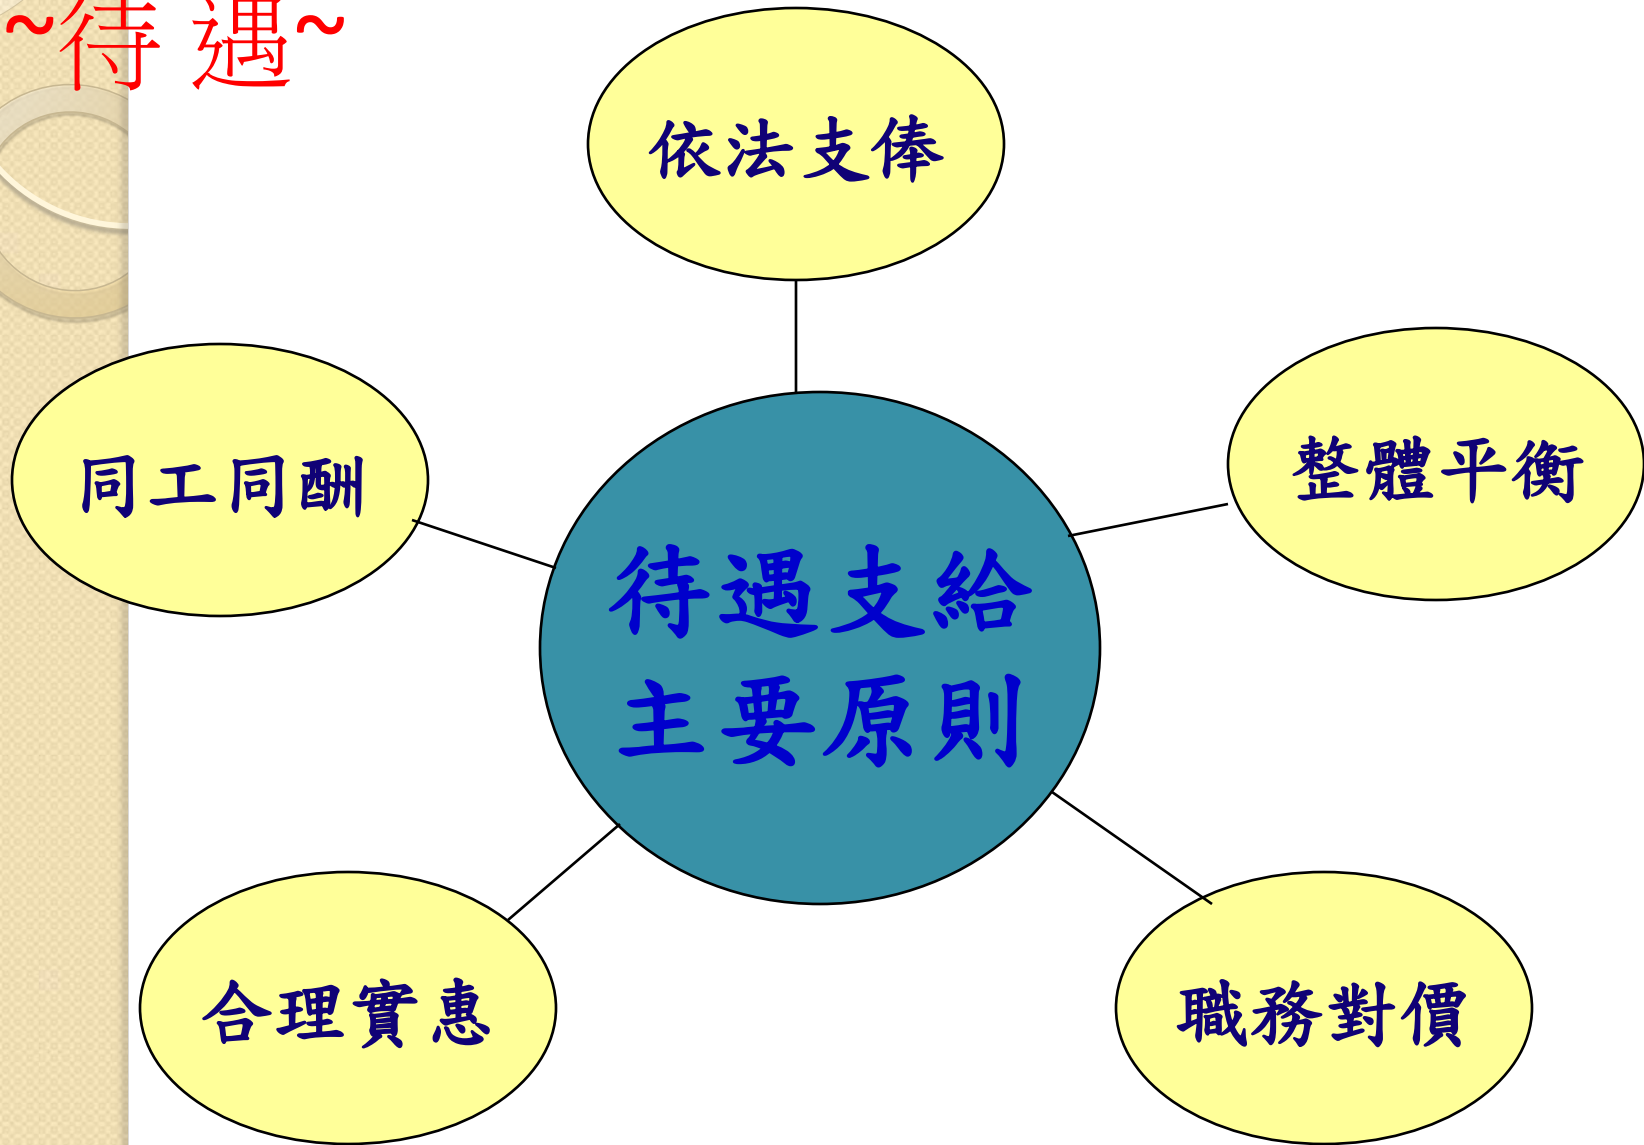 ~待 遇~
依法支俸
同工同酬
整體平衡
待遇支給
主要原則
合理實惠
職務對價